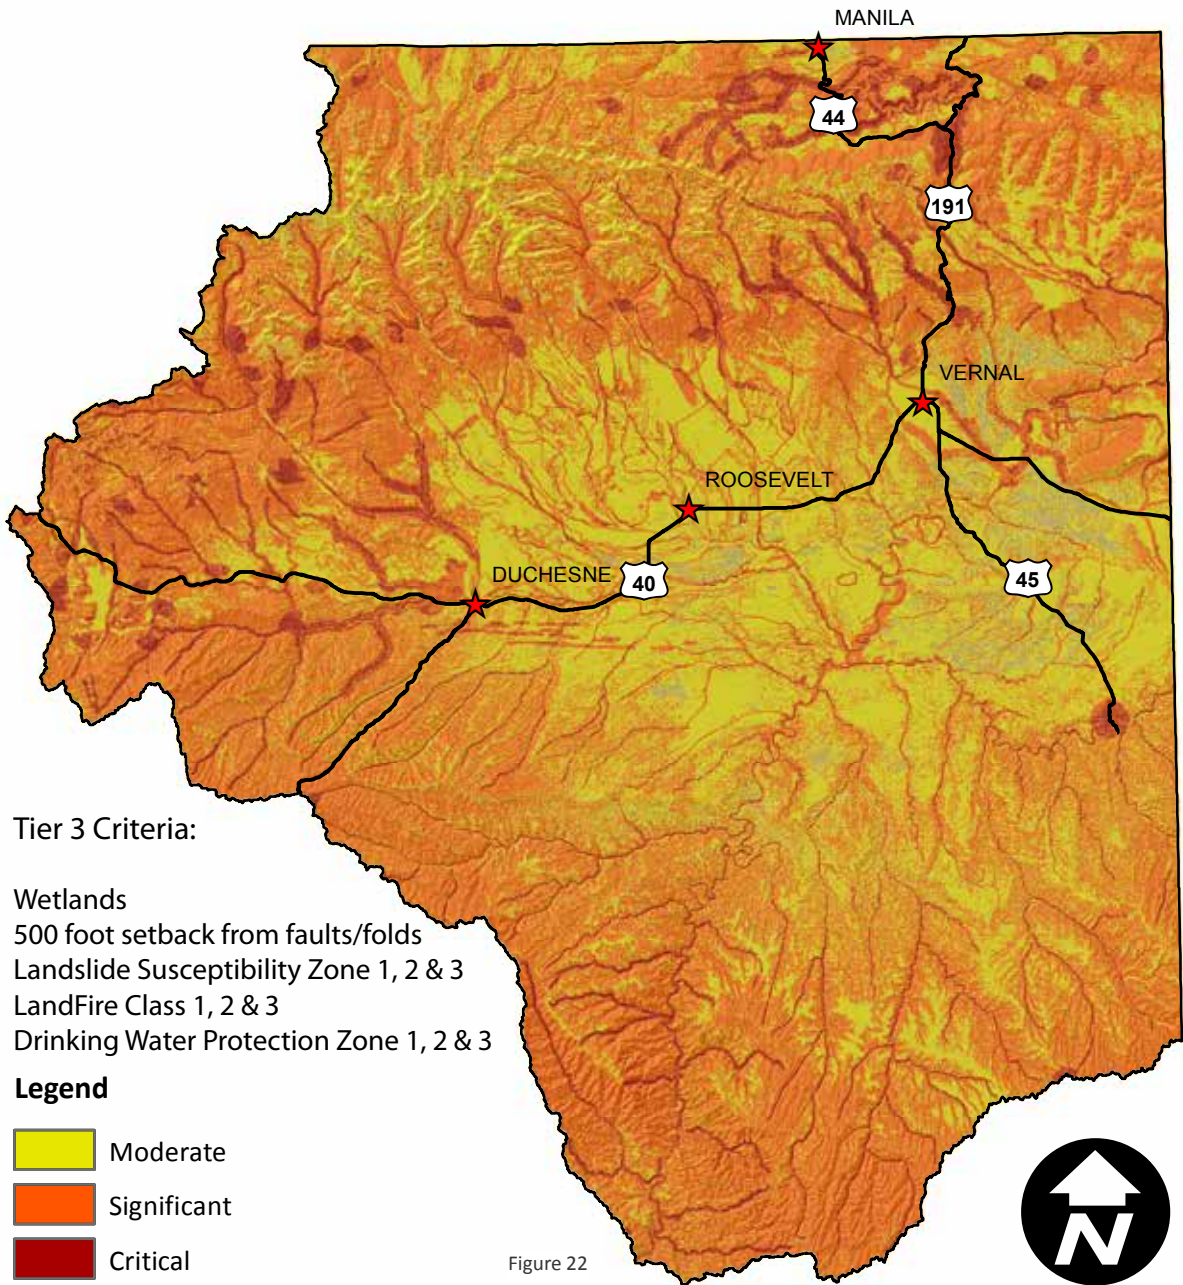 MANILA
44
191
VERNAL
ROOSEVELT
DUCHESNE
40
45
Tier 3 Criteria:
Wetlands
500 foot setback from faults/folds
Landslide Susceptibility Zone 1, 2 & 3
LandFire Class 1, 2 & 3
Drinking Water Protection Zone 1, 2 & 3
Legend
Moderate
Significant
Critical
Figure 22
N